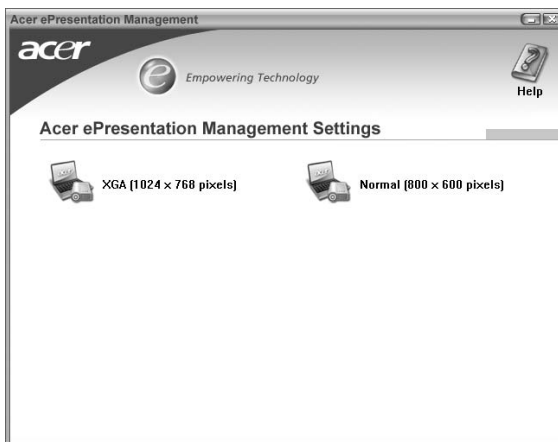 Acer ePresentation Management
acer
e Empowering Technology
Help
Acer ePresentation Management Settings
XGA (1024 x 768 pixels)
Normal (800 x 600 pixels)